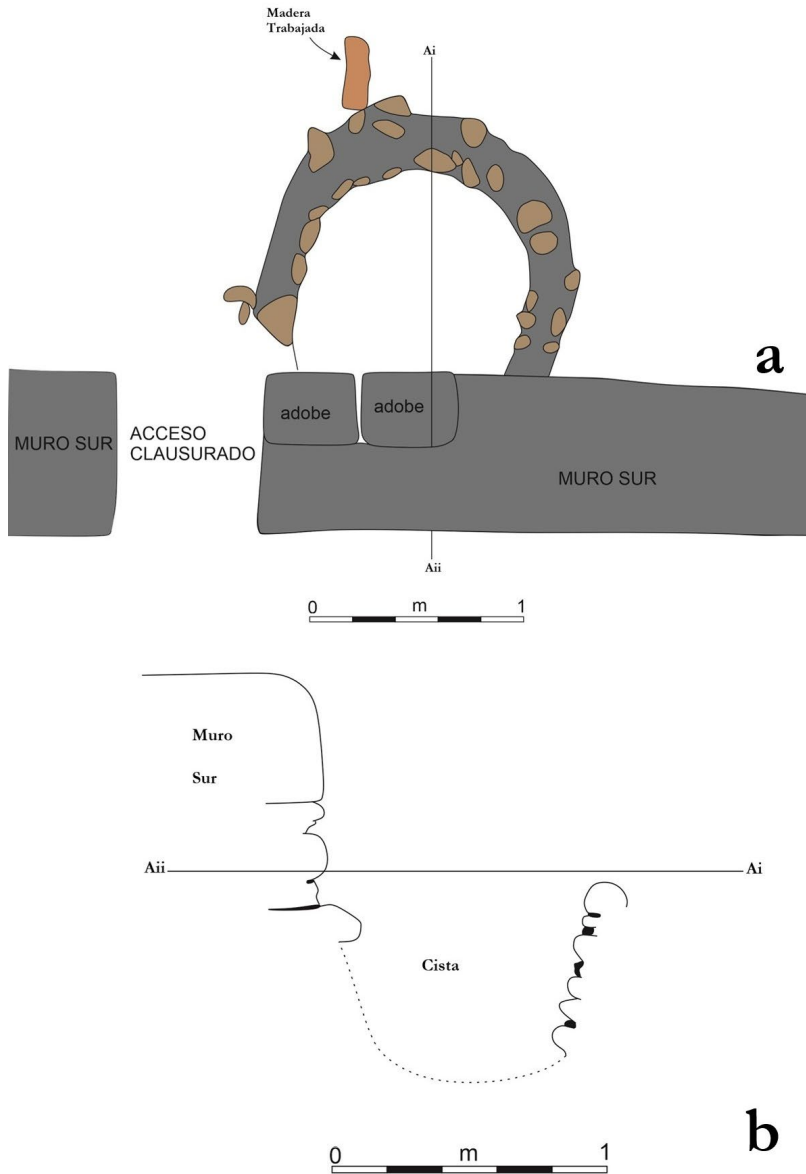 Madera
Trabajada
Ai
a
adobe
adobe
MURO SUR
ACCESO
CLAUSURADO
MURO SUR
Aii
0 m 1
Muro
Sur
Aii
Ai
Cista
b
0 m 1